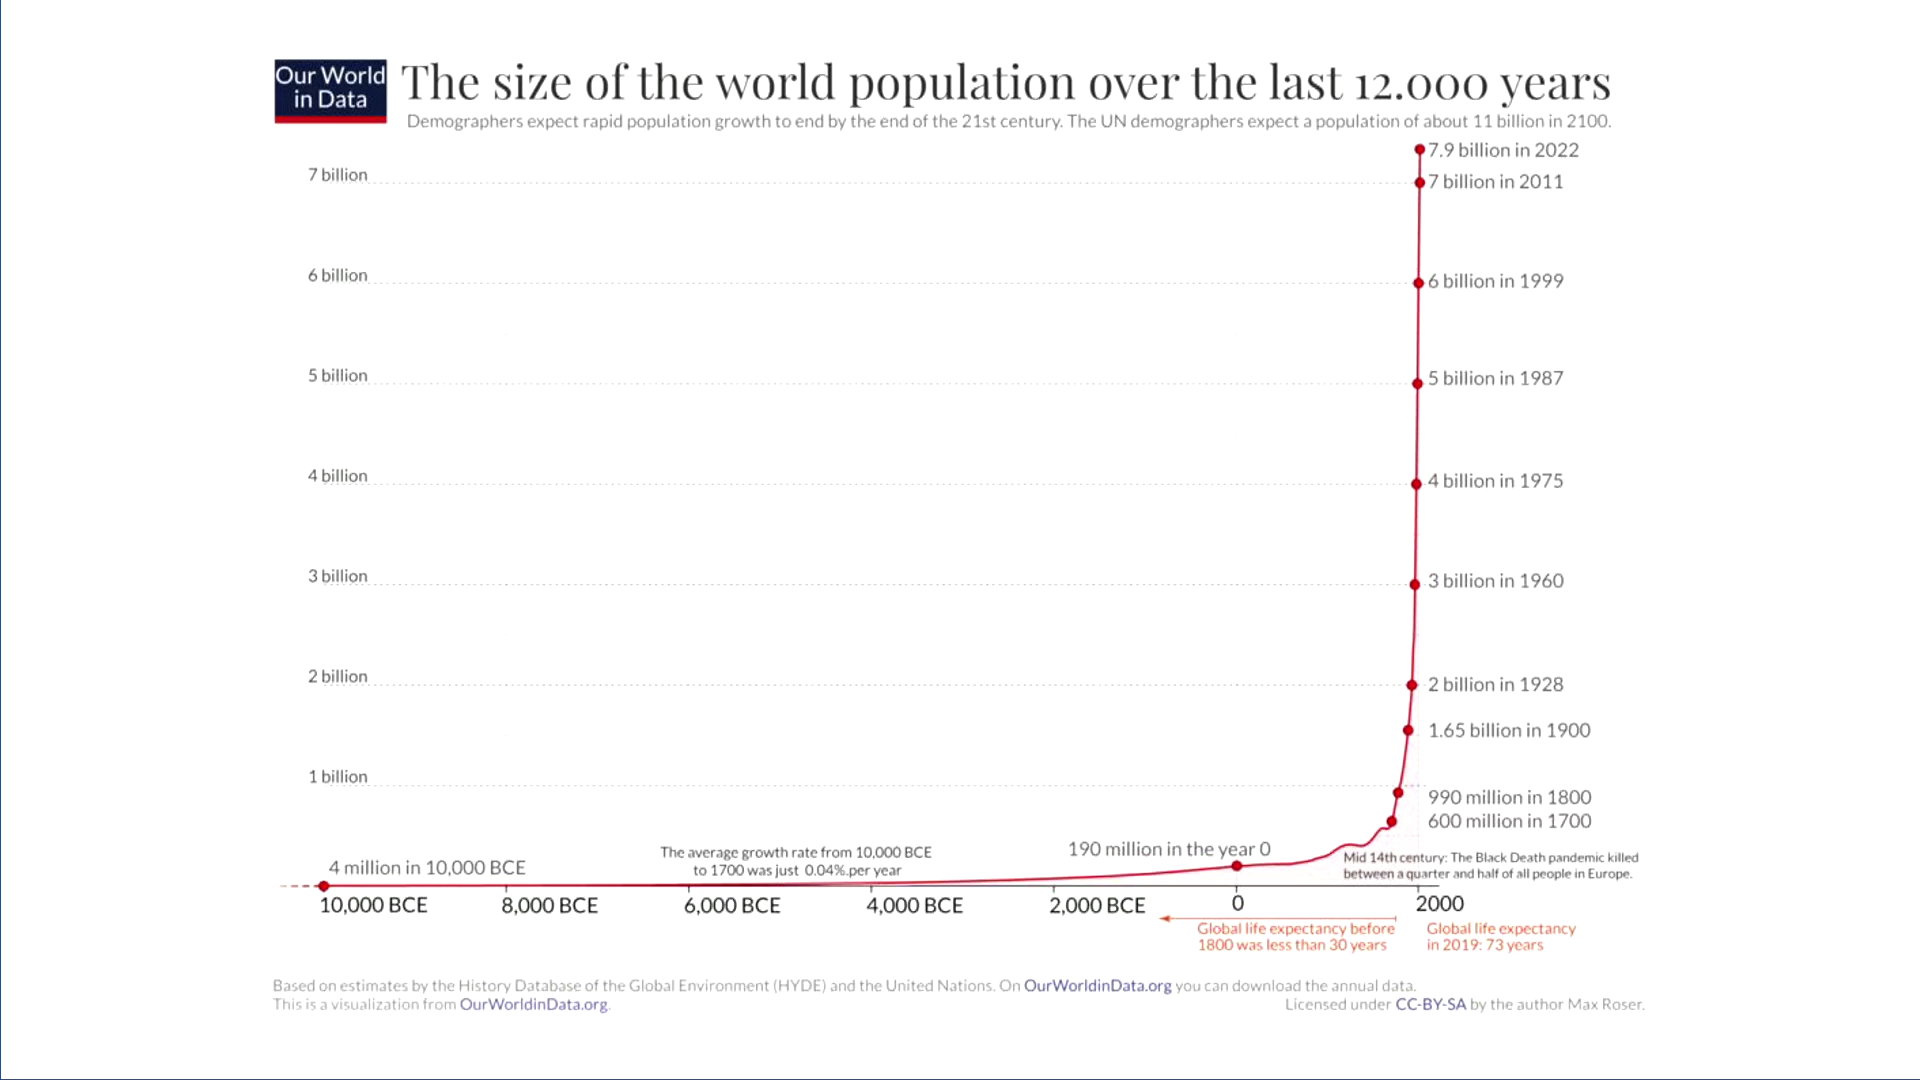 Our World
in Data
The size of the world population over the last 12.000 years
Demographers expect rapid population growth to end by the end of the 21st century. The UN demographers expect a population of about 11 billion in 2100.
7.9 billion in 2022
7 billion
7 billion in 2011
6 billion
6 billion in 1999
5 billion
5 billion in 1987
4 billion
4 billion in 1975
3 billion
3 billion in 1960
2 billion
2 billion in 1928
1.65 billion in 1900
1 billion
990 million in 1800
600 million in 1700
190 million in the year 0
The average growth rate from 10,000 BCE
to 1700 was just 0.04%.per year
Mid 14th century: The Black Death pandemic killed
between a quarter and half of all people in Europe.
4 million in 10,000 BCE
10,000 BCE
8,000 BCE
6,000 BCE
4,000 BCE
2,000 BCE
0
2000
Global life expectancy before
1800 was less than 30 years
Global life expectancy
in 2019: 73 years
Based on estimates by the History Database of the Global Environment (HYDE) and the United Nations. On OurWorldinData.org you can download the annual data.
This is a visualization from OurWorldinData.org.
Licensed under CC-BY-SA by the author Max Roser.